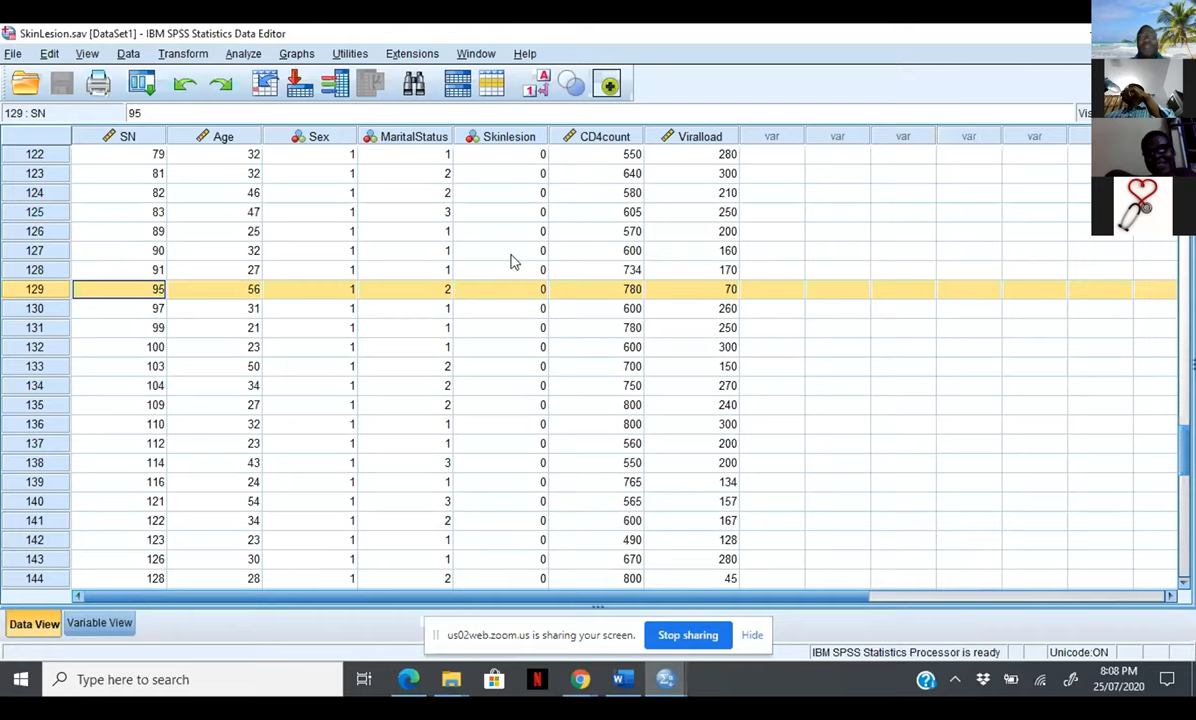 SkinLesion.sav [DataSet1] - IBM SPSS Statistics Data Editor
File Edit View Data Transform Analyze Graphs Utilities Extensions Window Help
129 : SN 95
SN Age Sex MaritalStatus Skinlesion CD4count Viralload var var var var var var
122 79 32 1 1 0 550 280
123 81 32 1 2 0 640 300
124 82 46 1 2 0 580 210
125 83 47 1 3 0 605 250
126 89 25 1 1 0 570 200
127 90 32 1 1 0 600 160
128 91 27 1 1 0 734 170
129 95 56 1 2 0 780 70
130 97 31 1 1 0 600 260
131 99 21 1 1 0 780 250
132 100 23 1 1 0 600 300
133 103 50 1 2 0 700 150
134 104 34 1 2 0 750 270
135 109 27 1 2 0 800 240
136 110 32 1 1 0 800 300
137 112 23 1 1 0 560 200
138 114 43 1 3 0 550 200
139 116 24 1 1 0 765 134
140 121 54 1 3 0 565 157
141 122 34 1 2 0 600 167
142 123 23 1 1 0 490 128
143 126 30 1 1 0 670 280
144 128 28 1 2 0 800 45
Data View Variable View
us02web.zoom.us is sharing your screen. Stop sharing Hide
IBM SPSS Statistics Processor is ready Unicode:ON
Type here to search
8:08 PM
25/07/2020